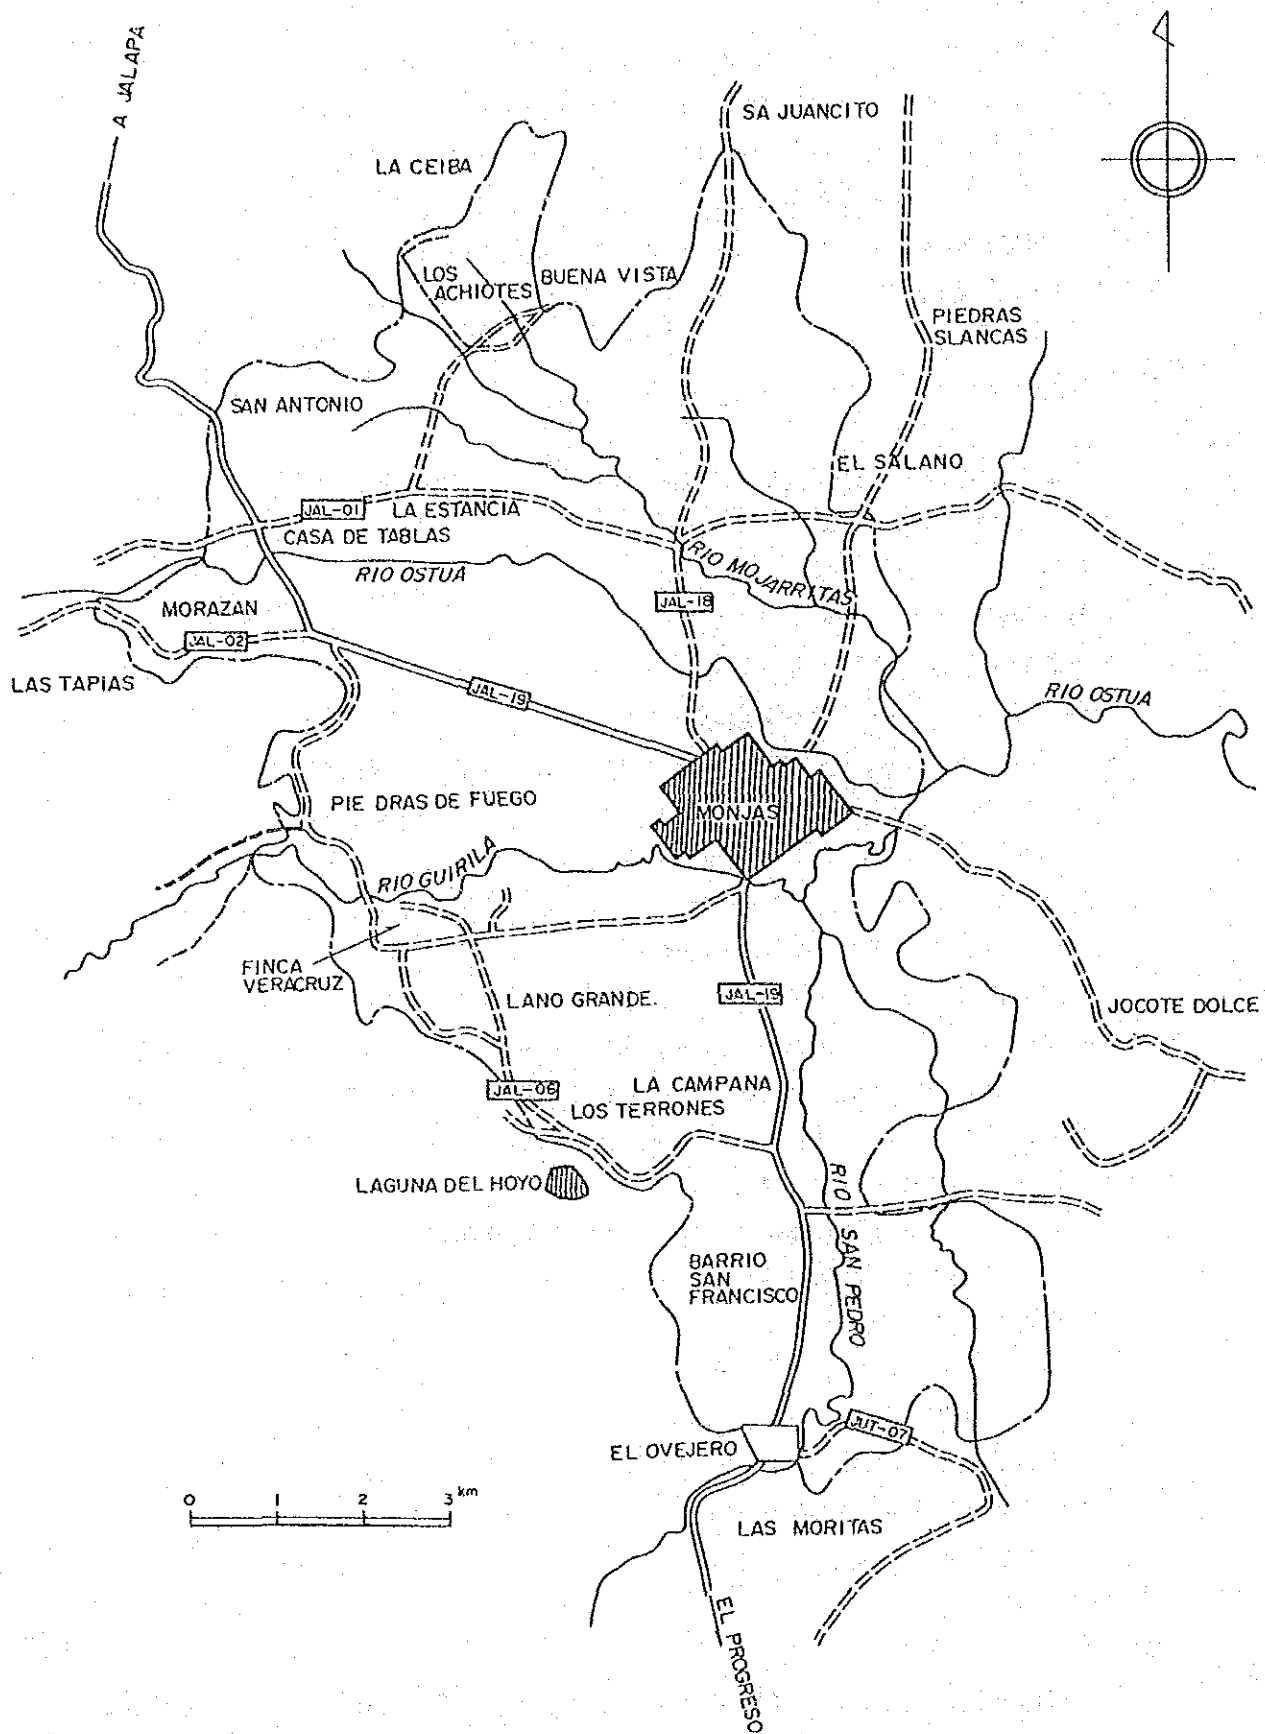 A JALAPA
SA JUANCITO
LA CEIBA
LOS
ACHIOTES
BUENA VISTA
PIEDRAS
SLANCAS
SAN ANTONIO
EL SALANO
JAL-01
LA ESTANCIA
CASA DE TABLAS
RIO OSTUA
RIO MOJARRITAS
MORAZAN
JAL-18
JAL-02
LAS TAPIAS
JAL-19
RIO OSTUA
PIE DRAS DE FUEGO
MONJAS
RIO GUIRILA
FINCA
VERACRUZ
LANO GRANDE.
JAL-19
JOCOTE DOLCE
JAL-06
LA CAMPANA
LOS TERRONES
LAGUNA DEL HOYO
RIO SAN PEDRO
BARRIO
SAN
FRANCISCO
JUT-07
EL OVEJERO
0 1 2 3 km
LAS MORITAS
EL PROGRESO